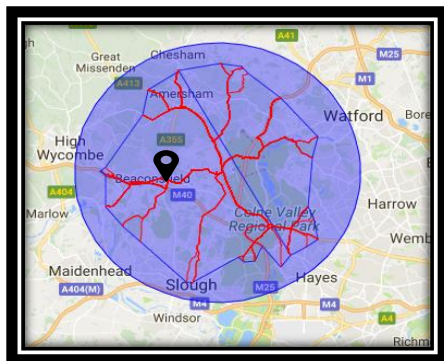 Chesham
A41
M25
Great
Missenden
A413
M1
Amersham
Watford
Bore
A355
High
Wycombe
Beaconsfield
A404
M40
Harrow
Marlow
Colne Valley
Regional Park
Wemb
Maidenhead
Hayes
A404(M)
Slough
M25
M4
M4
Windsor
A4
Richm